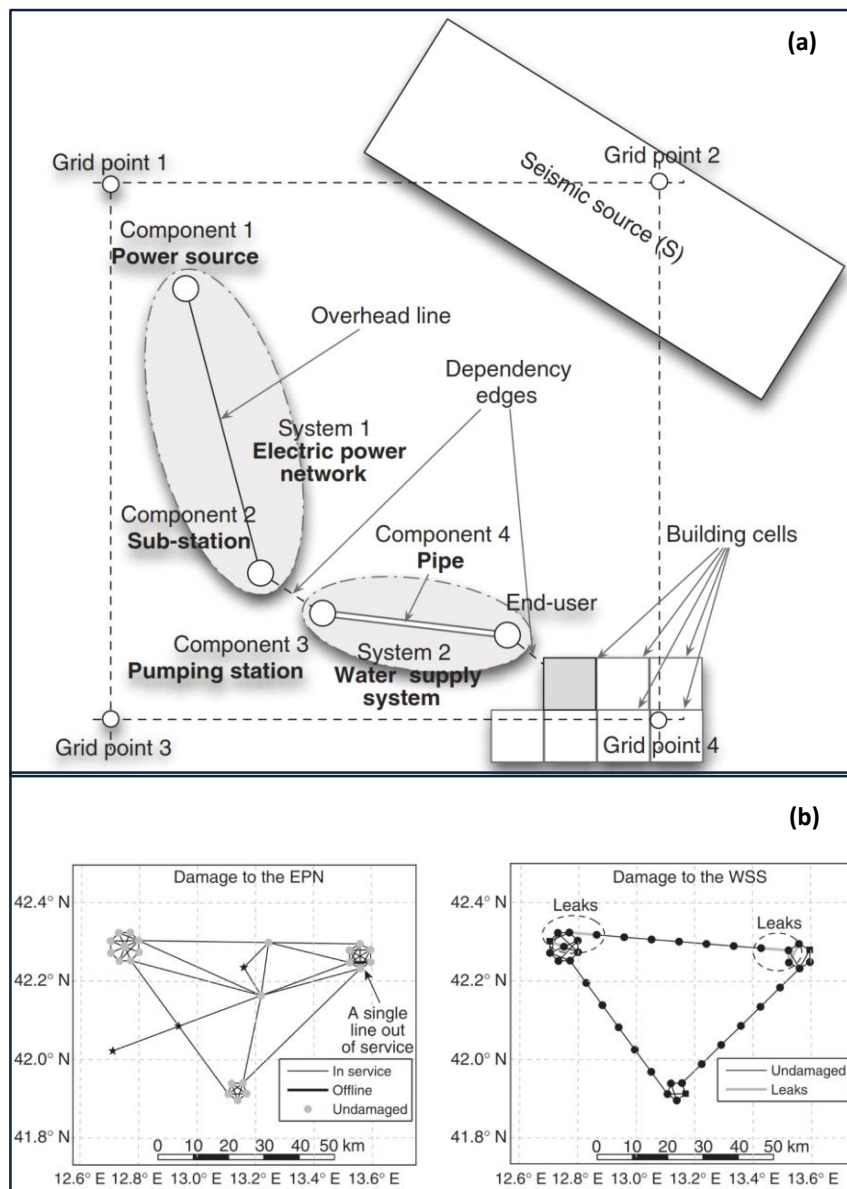 (a)
Grid point 1
Grid point 2
Seismic source (S)
Component 1
Power source
Overhead line
Dependency
edges
System 1
Electric power
network
Component 2
Sub-station
Component 4
Pipe
Building cells
End-user
Component 3
Pumping station
System 2
Water supply
system
Grid point 3
Grid point 4
(b)
Damage to the EPN
42.4° N
42.2° N
42.0° N
41.8° N
A single
line out
of service
In service
Offline
Undamaged
0 10 20 30 40 50 km
12.6° E 12.8° E 13.0° E 13.2° E 13.4° E 13.6° E
Damage to the WSS
42.4° N
42.2° N
42.0° N
41.8° N
Leaks
Leaks
Undamaged
Leaks
0 10 20 30 40 50 km
12.6° E 12.8° E 13.0° E 13.2° E 13.4° E 13.6° E